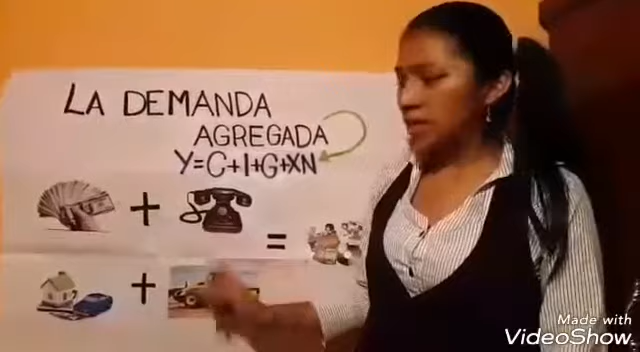 LA DEMANDA
AGREGADA
Y=C+I+G+XN
+
=
+
Made with
VideoShow